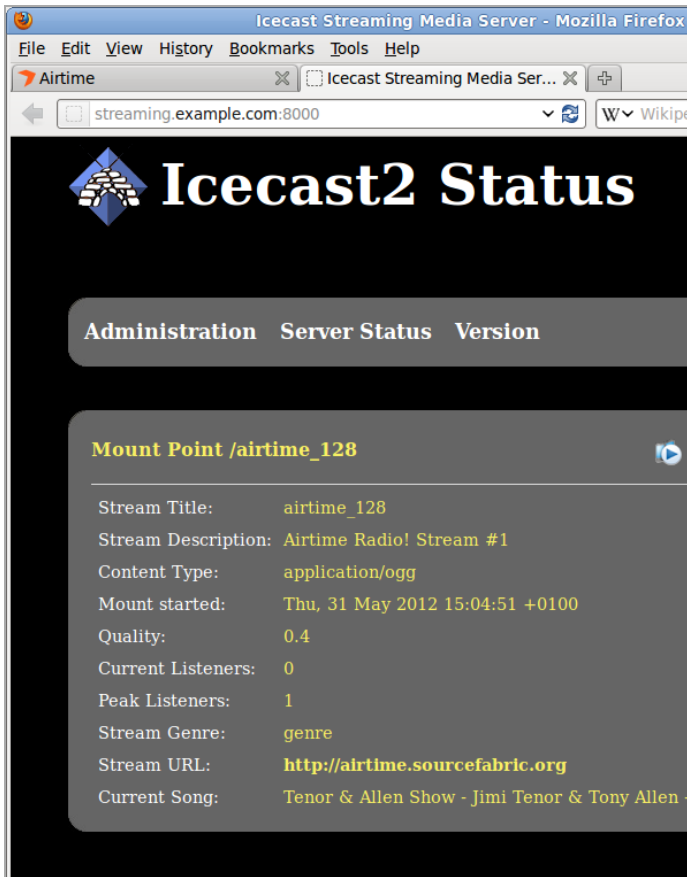 Icecast Streaming Media Server - Mozilla Firefox
File Edit View History Bookmarks Tools Help
Airtime Icecast Streaming Media Ser...
streaming.example.com:8000 W
Icecast2 Status
Administration Server Status Version
Mount Point /airtime_128
Stream Title: airtime_128
Stream Description: Airtime Radio! Stream #1
Content Type: application/ogg
Mount started: Thu, 31 May 2012 15:04:51 +0100
Quality: 0.4
Current Listeners: 0
Peak Listeners: 1
Stream Genre: genre
Stream URL: http://airtime.sourcefabric.org
Current Song: Tenor & Allen Show - Jimi Tenor & Tony Allen -